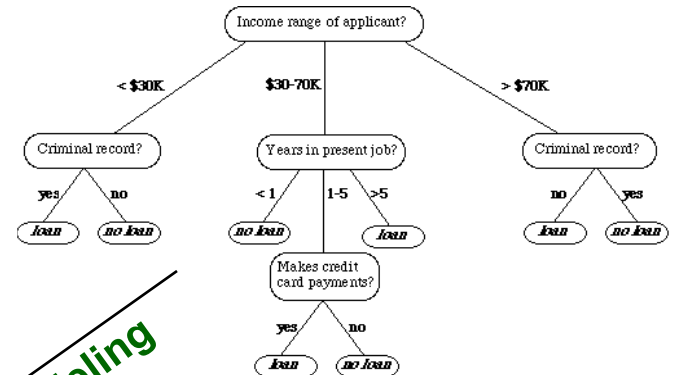 Income range of applicant?
< $30K
$30-70K
> $70K
Criminal record?
Years in present job?
Criminal record?
yes
no
< 1
1-5
>5
no
yes
loan
no loan
no loan
loan
loan
no loan
Makes credit
card payments?
yes
no
loan
no loan